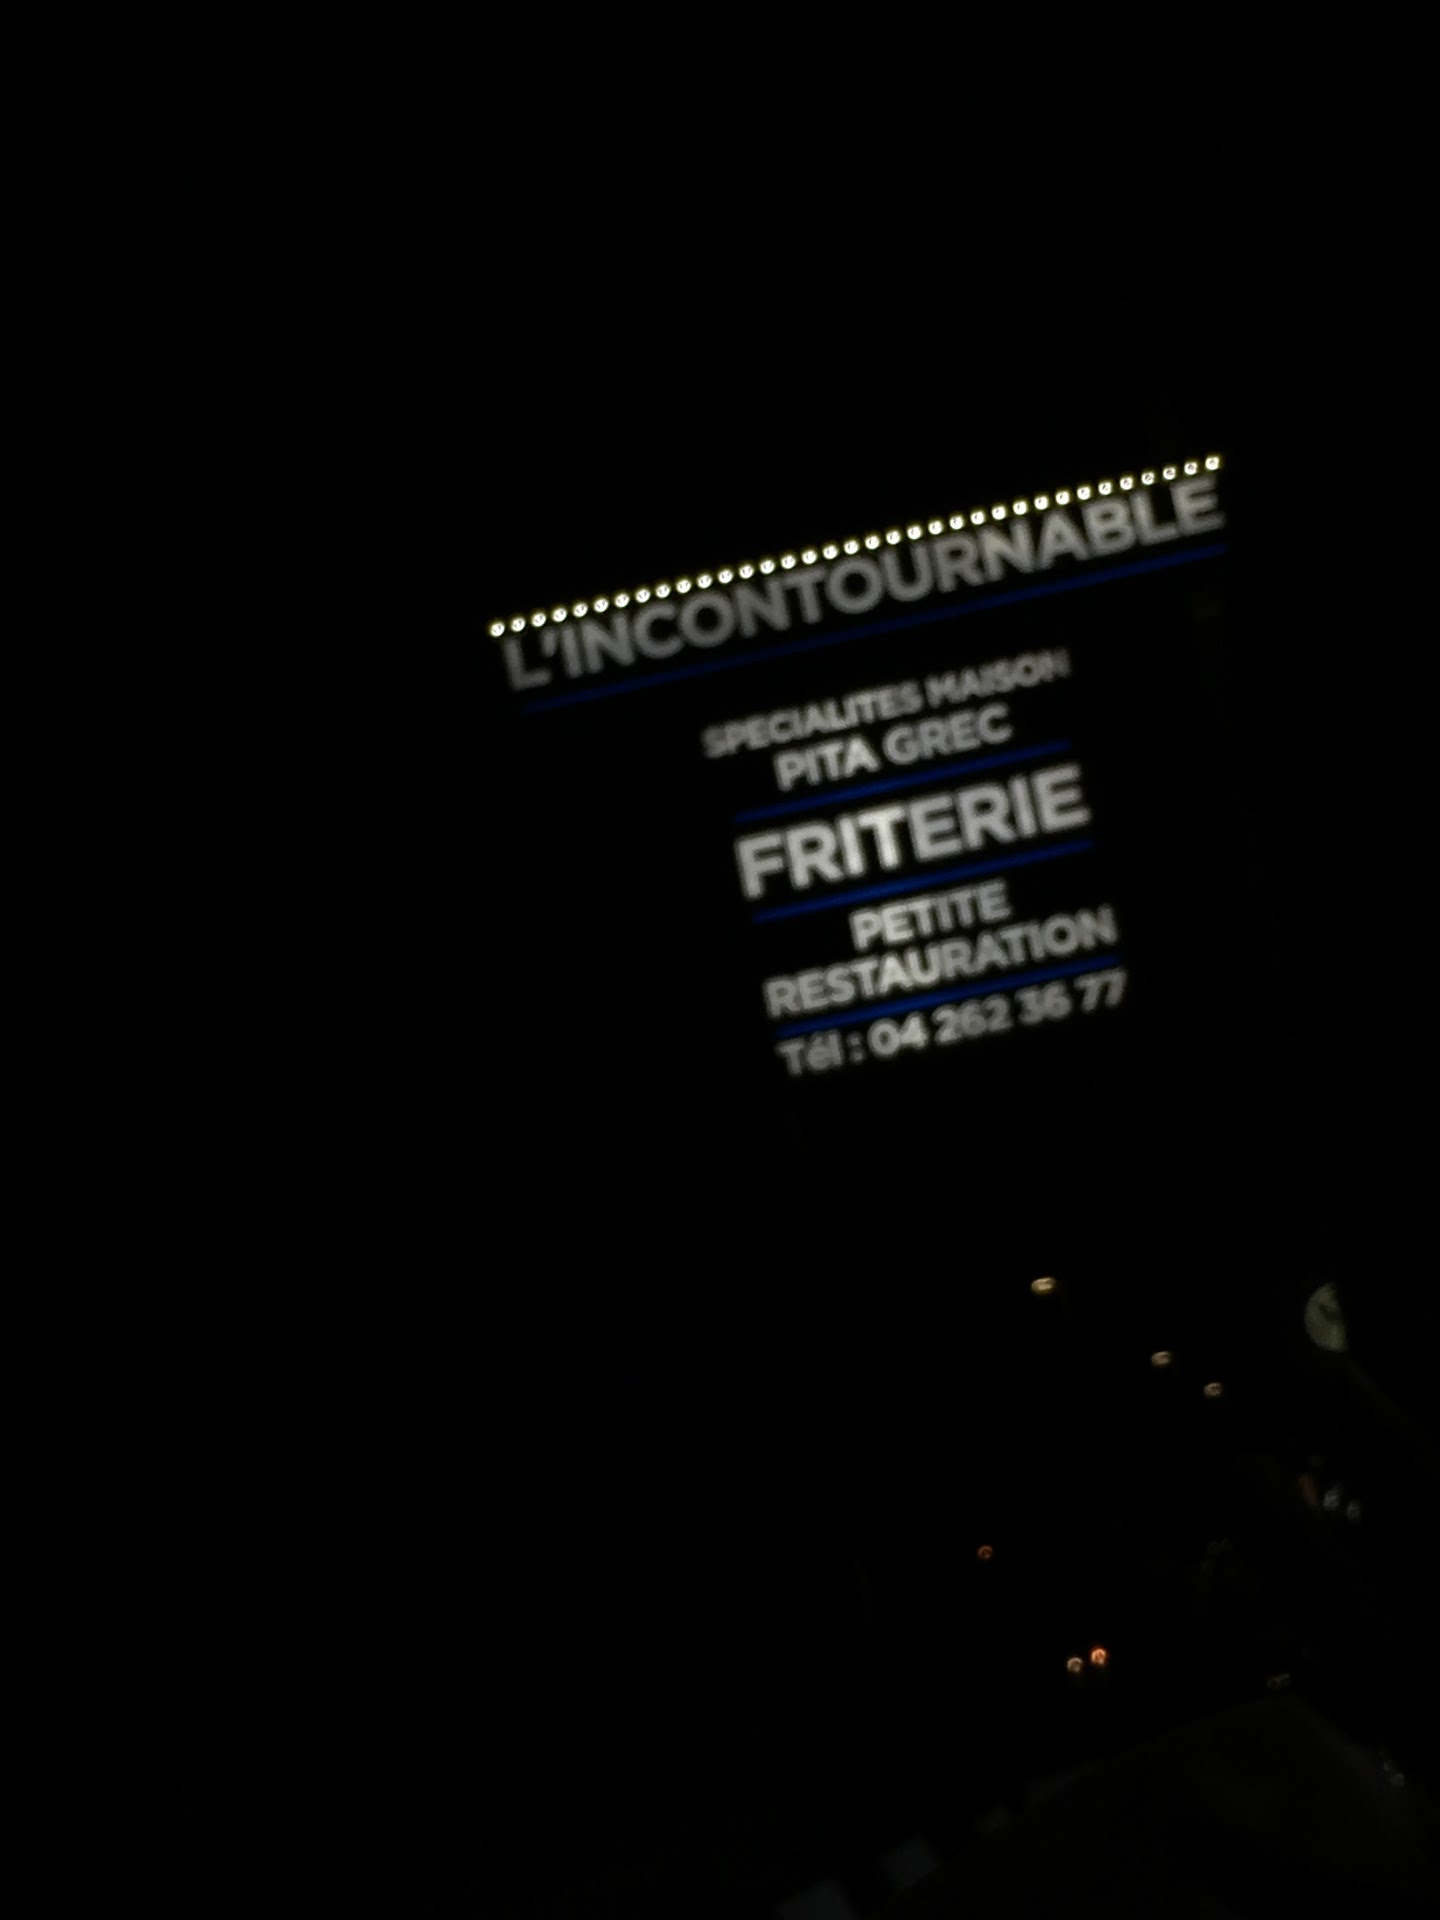 L'INCONTOURNABLE
SPECIALITES MAISON
PITA GREC
FRITERIE
PETITE
RESTAURATION
Tél : 04 262 36 77